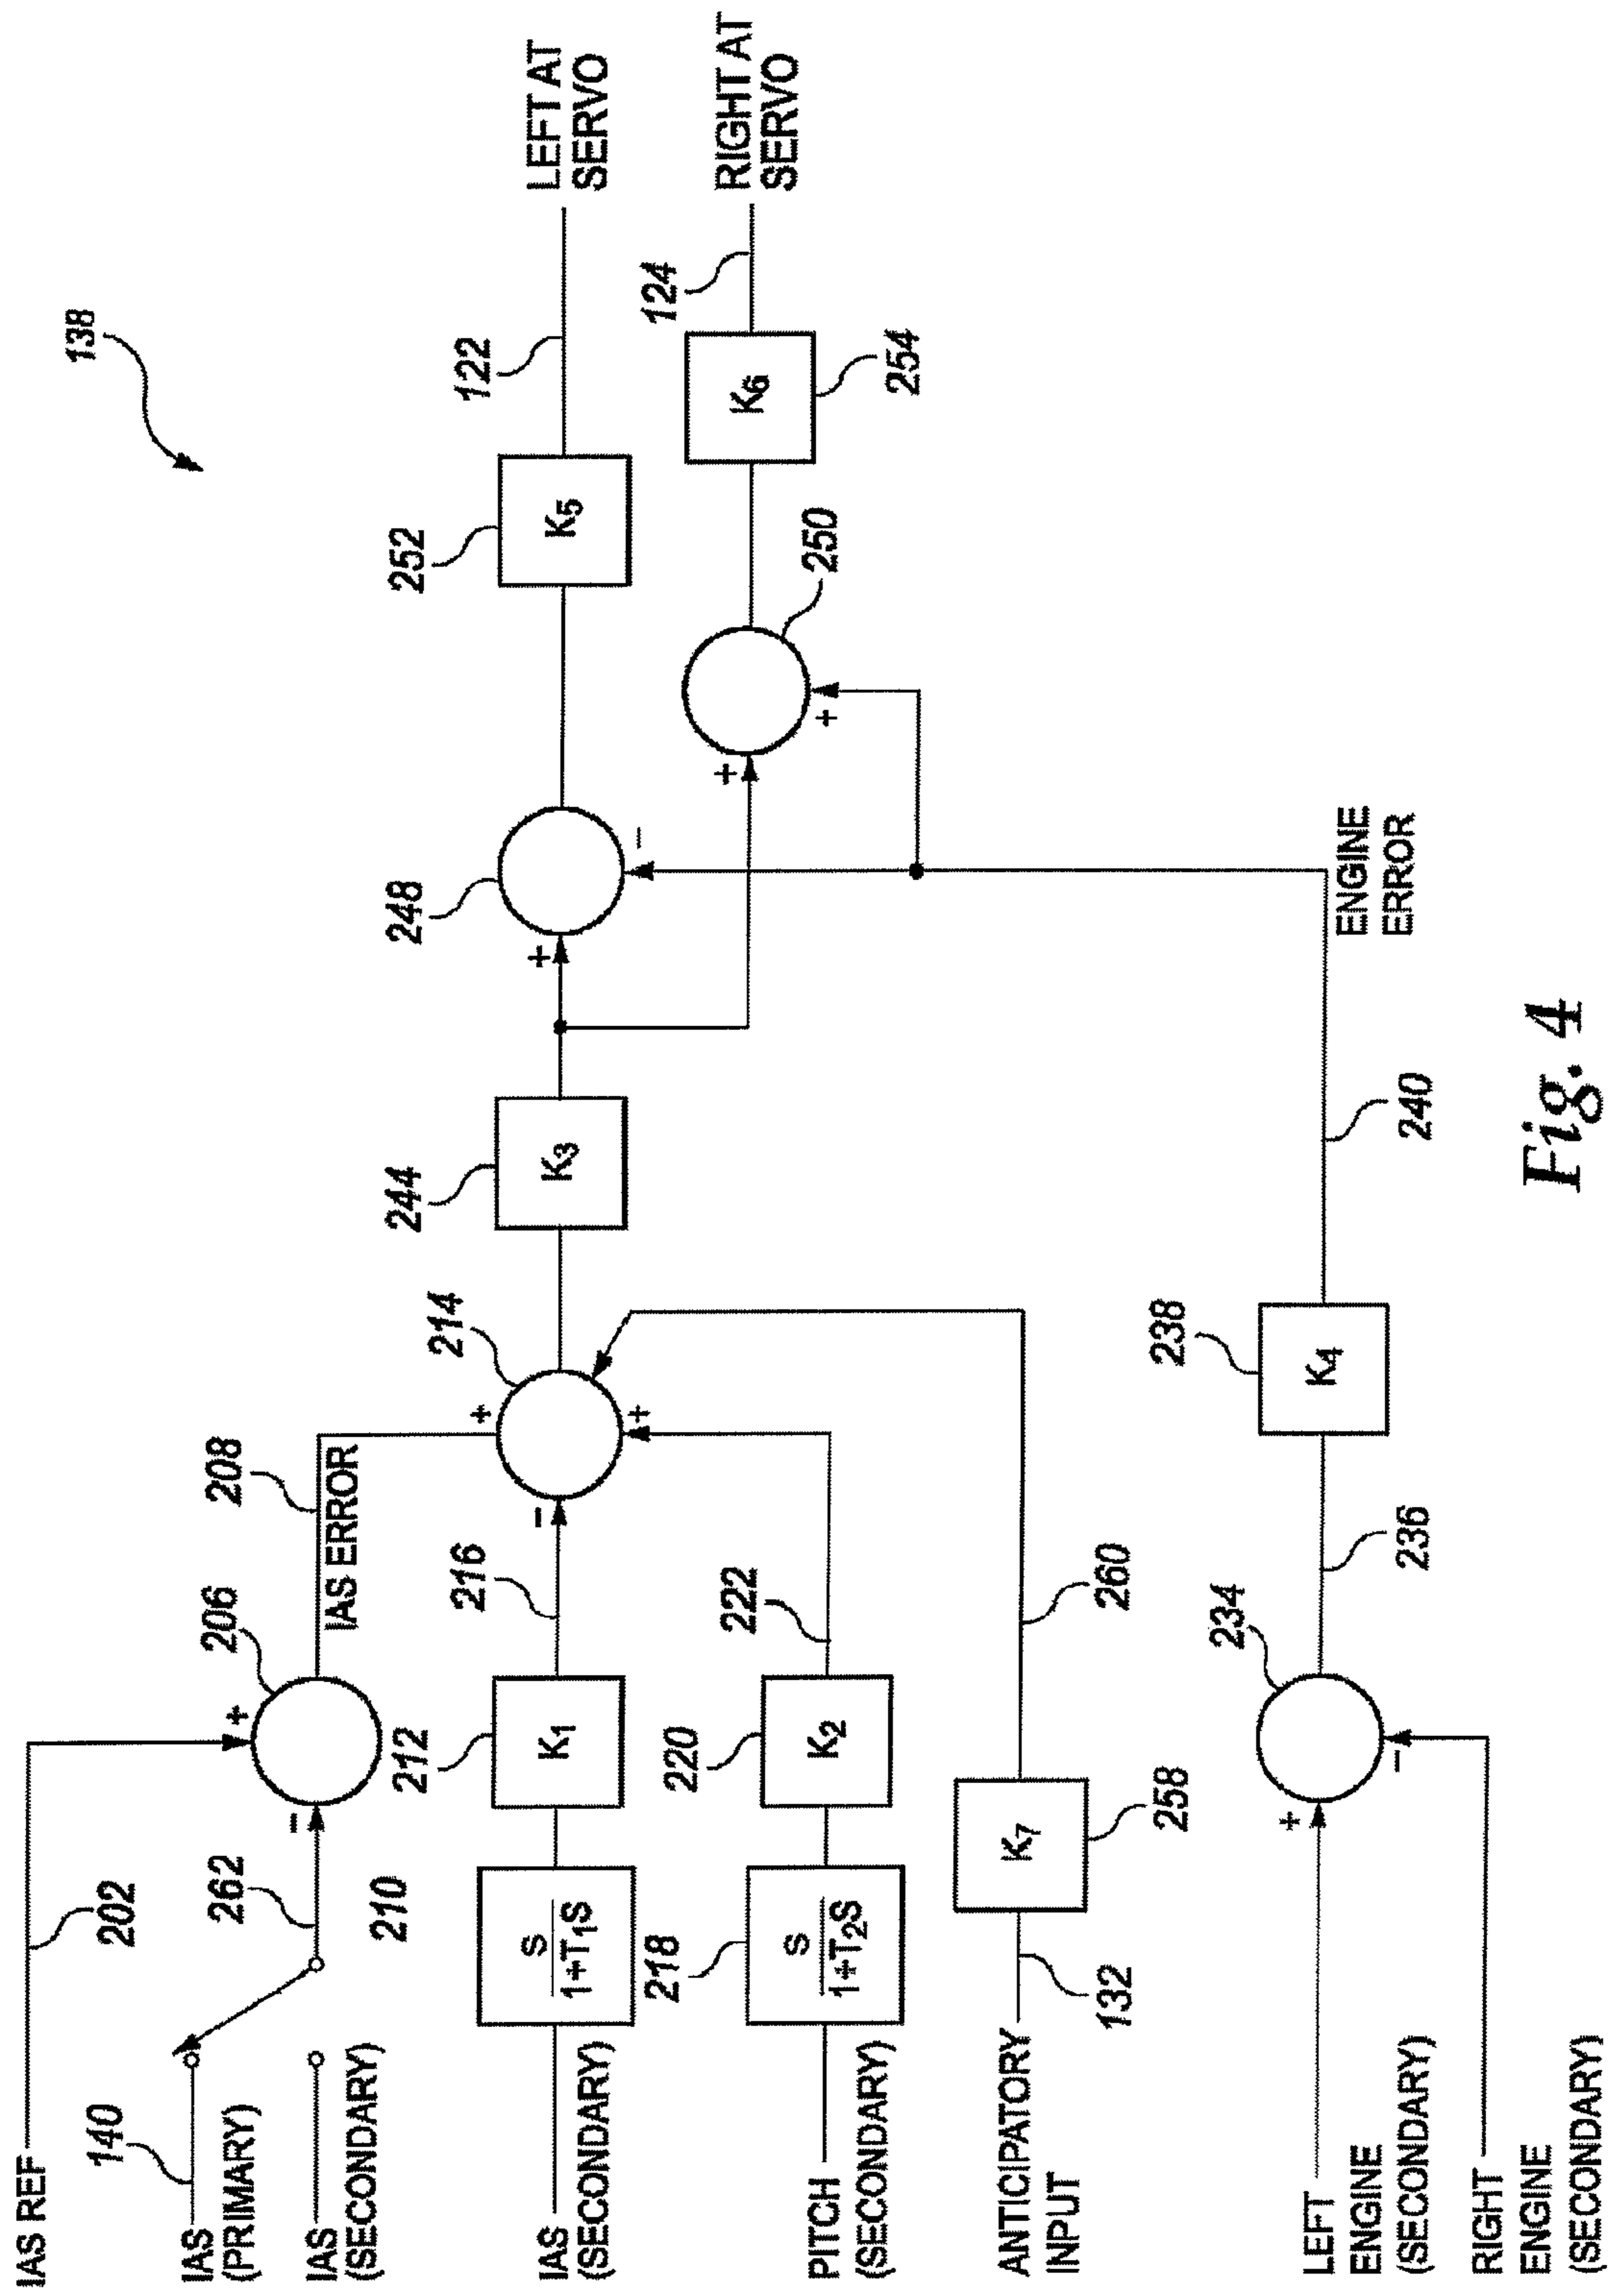 138
IAS REF
202
140
IAS
(PRIMARY)
IAS
(SECONDARY)
262
210
+
−
206
208
IAS ERROR
IAS
(SECONDARY)
S
1+T1S
212
K1
216
−
+
+
214
244
K3
+
−
248
252
K5
122
LEFT AT
SERVO
PITCH
(SECONDARY)
218
S
1+T2S
220
K2
222
+
+
250
K6
254
124
RIGHT AT
SERVO
ANTICIPATORY
INPUT
132
K7
258
260
LEFT
ENGINE
(SECONDARY)
RIGHT
ENGINE
(SECONDARY)
+
−
234
236
238
K4
240
ENGINE
ERROR
Fig. 4